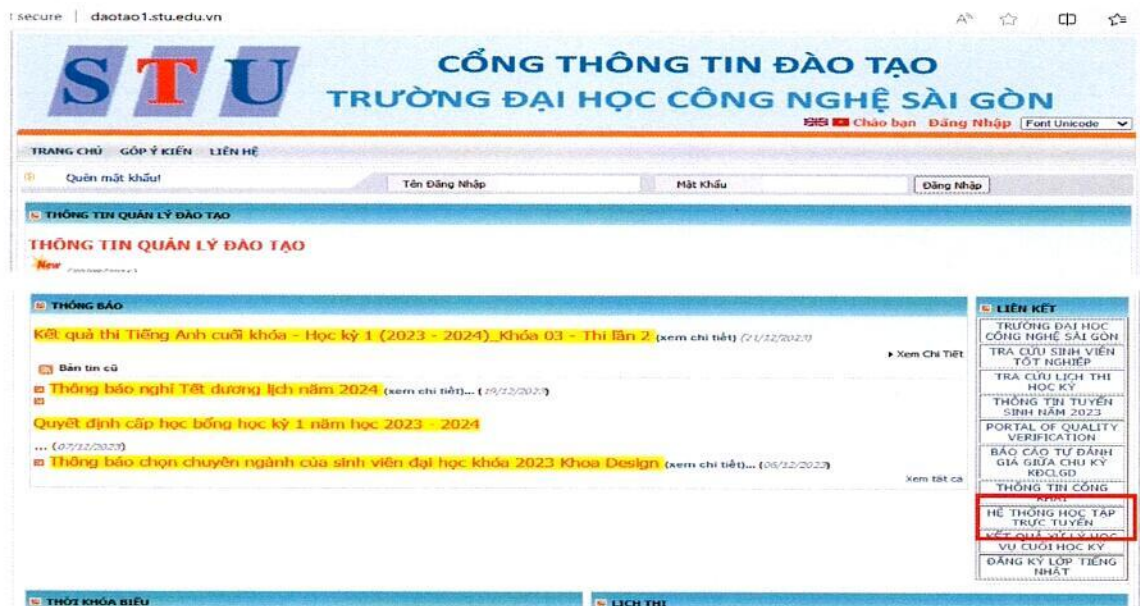 secure | daotao1.stu.edu.vn
STU
CỔNG THÔNG TIN ĐÀO TẠO
TRƯỜNG ĐẠI HỌC CÔNG NGHỆ SÀI GÒN
Chào bạn Đăng Nhập Font Unicode
TRANG CHỦ GÓP Ý KIẾN LIÊN HỆ
Quên mật khẩu! Tên Đăng Nhập Mật Khẩu Đăng Nhập
THÔNG TIN QUẢN LÝ ĐÀO TẠO
THÔNG TIN QUẢN LÝ ĐÀO TẠO
New
THÔNG BÁO
Kết quả thi Tiếng Anh cuối khóa - Học kỳ 1 (2023 - 2024)_Khóa 03 - Thi lần 2 (xem chi tiết) (21/12/2023)
Xem Chi Tiết
Bản tin cũ
Thông báo nghỉ Tết dương lịch năm 2024 (xem chi tiết)... (19/12/2023)
Quyết định cấp học bổng học kỳ 1 năm học 2023 - 2024
... (07/12/2023)
Thông báo chọn chuyên ngành của sinh viên đại học khóa 2023 Khoa Design (xem chi tiết)... (06/12/2023)
Xem tất cả
LIÊN KẾT
TRƯỜNG ĐẠI HỌC
CÔNG NGHỆ SÀI GÒN
TRA CỨU SINH VIÊN
TỐT NGHIỆP
TRA CỨU LỊCH THI
HỌC KỲ
THÔNG TIN TUYỂN
SINH NĂM 2023
PORTAL OF QUALITY
VERIFICATION
BÁO CÁO TỰ ĐÁNH
GIÁ GIỮA CHU KỲ
KĐCLGD
THÔNG TIN CÔNG
KHAI
HỆ THỐNG HỌC TẬP
TRỰC TUYẾN
KẾT QUẢ XỬ LÝ HỌC
VỤ CUỐI HỌC KỲ
ĐĂNG KÝ LỚP TIẾNG
NHẬT
THỜI KHÓA BIỂU
LỊCH THI